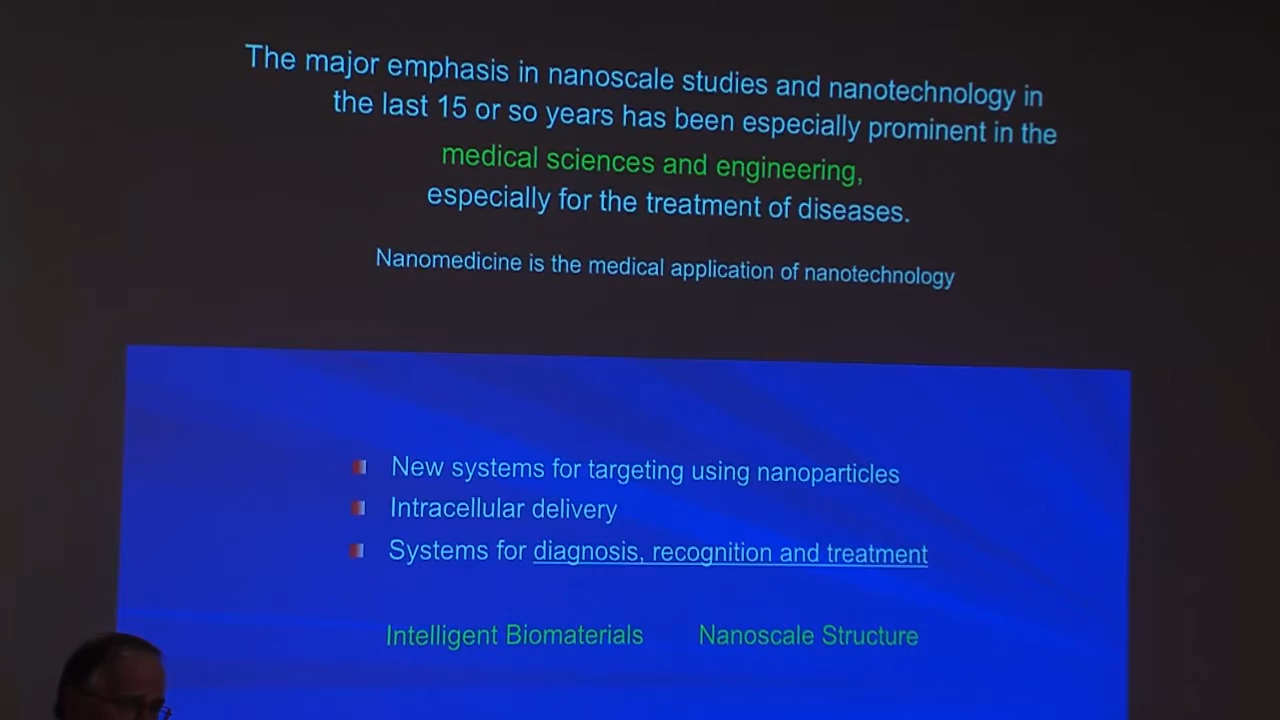 The major emphasis in nanoscale studies and nanotechnology in
the last 15 or so years has been especially prominent in the
medical sciences and engineering,
especially for the treatment of diseases.
Nanomedicine is the medical application of nanotechnology
New systems for targeting using nanoparticles
Intracellular delivery
Systems for diagnosis, recognition and treatment
Intelligent Biomaterials Nanoscale Structure